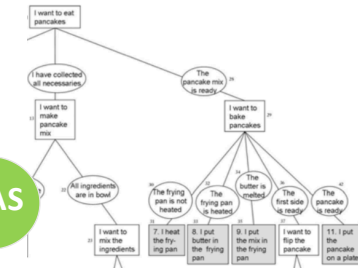 I want to eat
pancakes
I have collected
all necessaries
The
pancake mix
is ready
I want to
make
pancake
mix
I want to
bake
pancakes
All ingredients
are in bowl
The frying
pan is not
heated
The
frying pan
is heated
The
butter is
melted
The
first side
is ready
The
pancake
is ready
AS
I want to
mix the
ingredients
7. I heat
the fry-
ing pan
8. I put
butter in
the frying
pan
9. I put
the mix in
the frying
pan
I want to
flip the
pancake
11. I put
the
pancake
on a plate